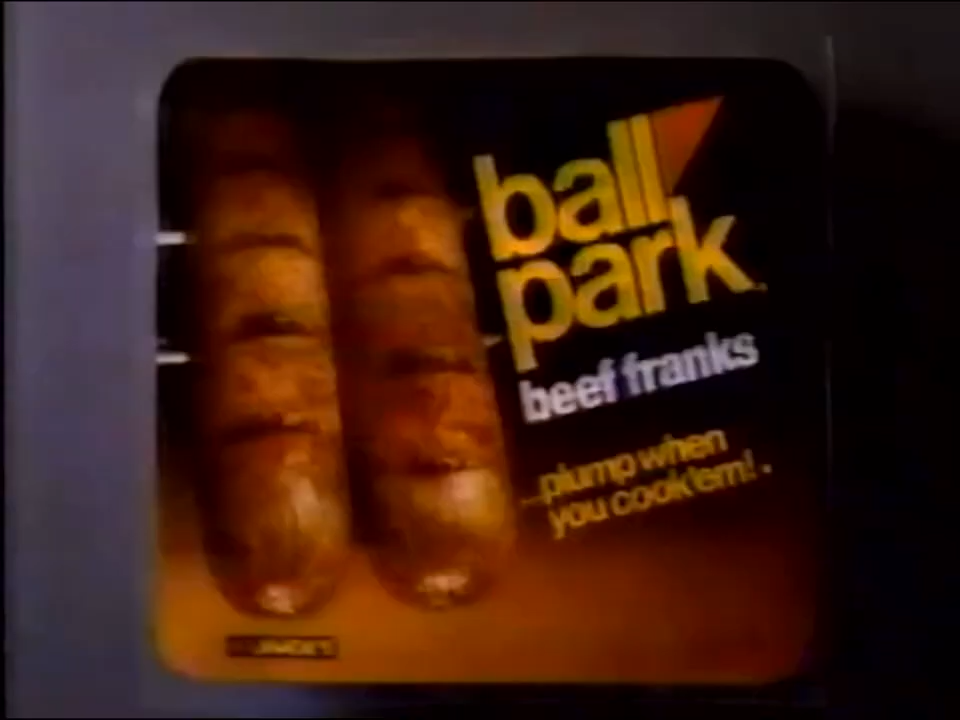 ball
park
beef franks
...plump when
you cook'em!